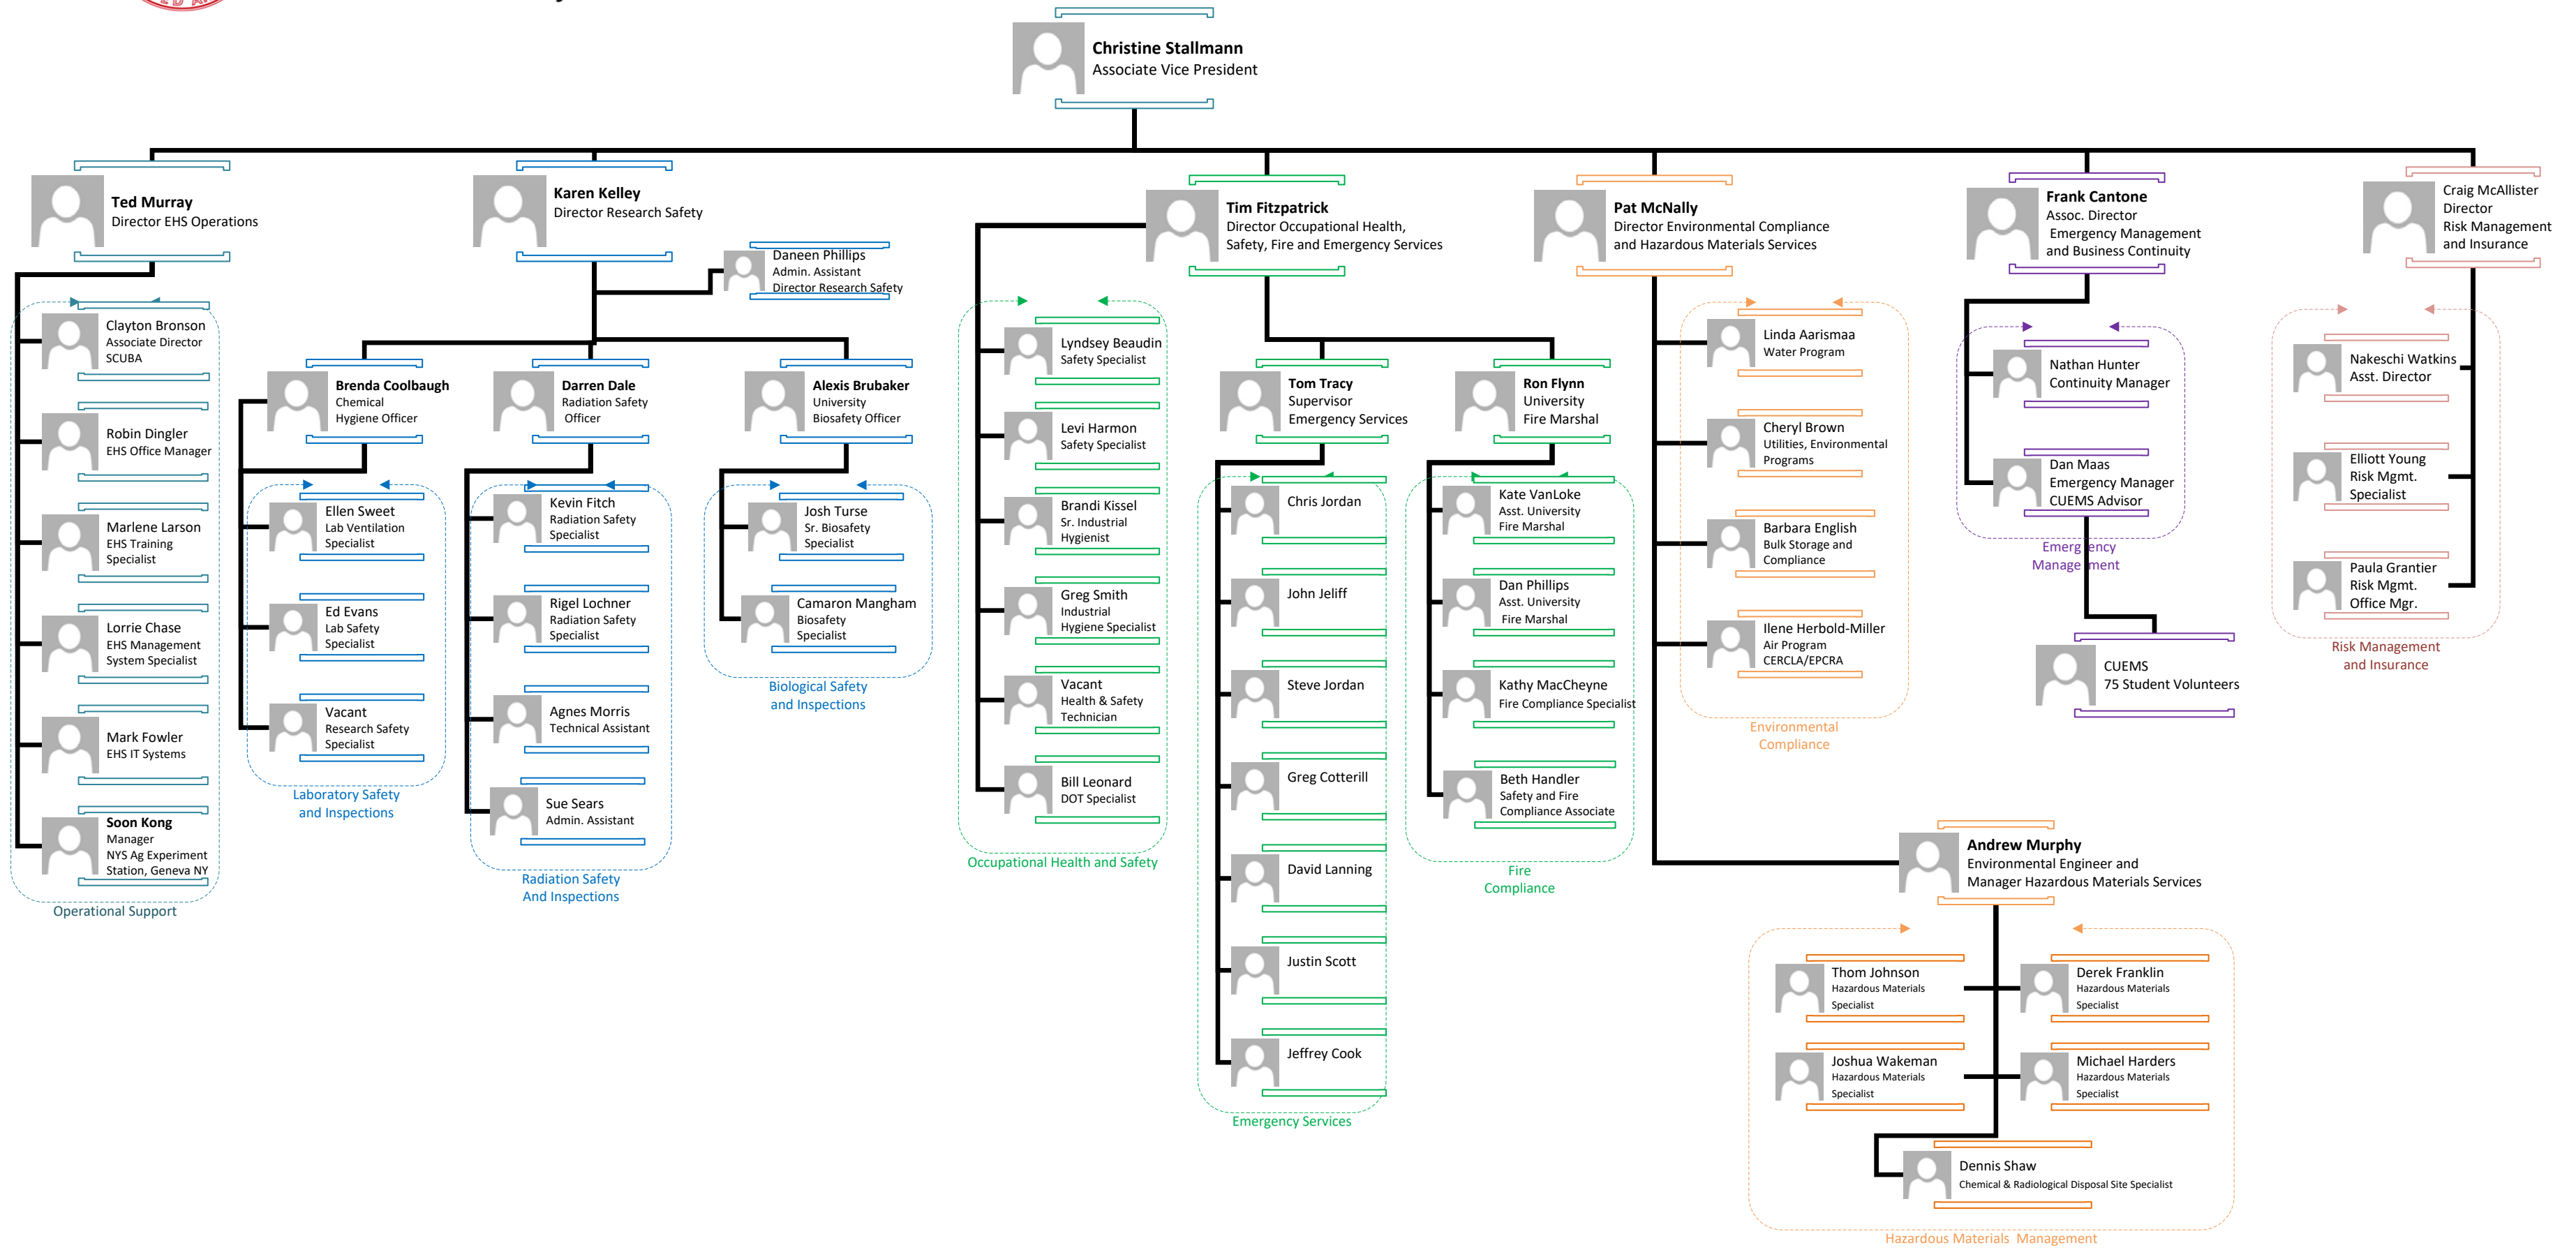 Christine Stallmann
Associate Vice President
Ted Murray
Director EHS Operations
Clayton Bronson
Associate Director
SCUBA
Robin Dingler
EHS Office Manager
Marlene Larson
EHS Training
Specialist
Lorrie Chase
EHS Management
System Specialist
Mark Fowler
EHS IT Systems
Soon Kong
Manager
NYS Ag Experiment
Station, Geneva NY
Operational Support
Karen Kelley
Director Research Safety
Daneen Phillips
Admin. Assistant
Director Research Safety
Brenda Coolbaugh
Chemical
Hygiene Officer
Ellen Sweet
Lab Ventilation
Specialist
Ed Evans
Lab Safety
Specialist
Vacant
Research Safety
Specialist
Laboratory Safety
and Inspections
Darren Dale
Radiation Safety
Officer
Kevin Fitch
Radiation Safety
Specialist
Rigel Lochner
Radiation Safety
Specialist
Agnes Morris
Technical Assistant
Sue Sears
Admin. Assistant
Radiation Safety
And Inspections
Alexis Brubaker
University
Biosafety Officer
Josh Turse
Sr. Biosafety
Specialist
Camaron Mangham
Biosafety
Specialist
Biological Safety
and Inspections
Tim Fitzpatrick
Director Occupational Health,
Safety, Fire and Emergency Services
Lyndsey Beaudin
Safety Specialist
Levi Harmon
Safety Specialist
Brandi Kissel
Sr. Industrial
Hygienist
Greg Smith
Industrial
Hygiene Specialist
Vacant
Health & Safety
Technician
Bill Leonard
DOT Specialist
Occupational Health and Safety
Tom Tracy
Supervisor
Emergency Services
Chris Jordan
John Jeliff
Steve Jordan
Greg Cotterill
David Lanning
Justin Scott
Jeffrey Cook
Emergency Services
Ron Flynn
University
Fire Marshal
Kate VanLoke
Asst. University
Fire Marshal
Dan Phillips
Asst. University
Fire Marshal
Kathy MacCheyne
Fire Compliance Specialist
Beth Handler
Safety and Fire
Compliance Associate
Fire
Compliance
Pat McNally
Director Environmental Compliance
and Hazardous Materials Services
Linda Aarismaa
Water Program
Cheryl Brown
Utilities, Environmental
Programs
Barbara English
Bulk Storage and
Compliance
Ilene Herbold-Miller
Air Program
CERCLA/EPCRA
Environmental
Compliance
Andrew Murphy
Environmental Engineer and
Manager Hazardous Materials Services
Thom Johnson
Hazardous Materials
Specialist
Derek Franklin
Hazardous Materials
Specialist
Joshua Wakeman
Hazardous Materials
Specialist
Michael Harders
Hazardous Materials
Specialist
Dennis Shaw
Chemical & Radiological Disposal Site Specialist
Hazardous Materials Management
Frank Cantone
Assoc. Director
Emergency Management
and Business Continuity
Nathan Hunter
Continuity Manager
Dan Maas
Emergency Manager
CUEMS Advisor
Emergency
Management
CUEMS
75 Student Volunteers
Craig McAllister
Director
Risk Management
and Insurance
Nakeschi Watkins
Asst. Director
Elliott Young
Risk Mgmt.
Specialist
Paula Grantier
Risk Mgmt.
Office Mgr.
Risk Management
and Insurance